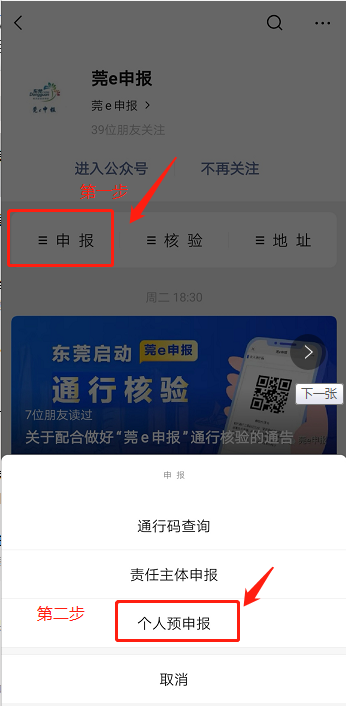 莞e申报
莞e申报 >
39位朋友关注
进入公众号 不再关注
第一步
≡ 申报 ≡ 核验 ≡ 地址
周二 18:30
东莞启动 莞e申报
通行核验
下一张
7位朋友读过
关于配合做好“莞e申报”通行核验的通告
申报
通行码查询
责任主体申报
第二步
个人预申报
取消